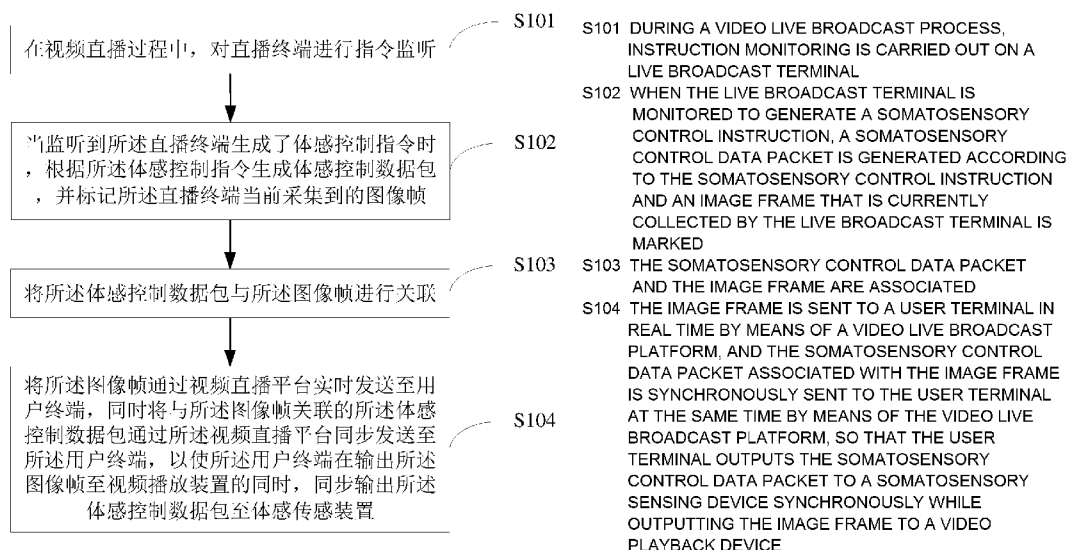 在视频直播过程中，对直播终端进行指令监听
S101
当监听到所述直播终端生成了体感控制指令时
，根据所述体感控制指令生成体感控制数据包
，并标记所述直播终端当前采集到的图像帧
S102
将所述体感控制数据包与所述图像帧进行关联
S103
将所述图像帧通过视频直播平台实时发送至用
户终端，同时将与所述图像帧关联的所述体感
控制数据包通过所述视频直播平台同步发送至
所述用户终端，以使所述用户终端在输出所述
图像帧至视频播放装置的同时，同步输出所述
体感控制数据包至体感传感装置
S104
S101 DURING A VIDEO LIVE BROADCAST PROCESS,
INSTRUCTION MONITORING IS CARRIED OUT ON A
LIVE BROADCAST TERMINAL
S102 WHEN THE LIVE BROADCAST TERMINAL IS
MONITORED TO GENERATE A SOMATOSENSORY
CONTROL INSTRUCTION, A SOMATOSENSORY
CONTROL DATA PACKET IS GENERATED ACCORDING
TO THE SOMATOSENSORY CONTROL INSTRUCTION
AND AN IMAGE FRAME THAT IS CURRENTLY
COLLECTED BY THE LIVE BROADCAST TERMINAL IS
MARKED
S103 THE SOMATOSENSORY CONTROL DATA PACKET
AND THE IMAGE FRAME ARE ASSOCIATED
S104 THE IMAGE FRAME IS SENT TO A USER TERMINAL IN
REAL TIME BY MEANS OF A VIDEO LIVE BROADCAST
PLATFORM, AND THE SOMATOSENSORY CONTROL
DATA PACKET ASSOCIATED WITH THE IMAGE FRAME
IS SYNCHRONOUSLY SENT TO THE USER TERMINAL
AT THE SAME TIME BY MEANS OF THE VIDEO LIVE
BROADCAST PLATFORM, SO THAT THE USER
TERMINAL OUTPUTS THE SOMATOSENSORY
CONTROL DATA PACKET TO A SOMATOSENSORY
SENSING DEVICE SYNCHRONOUSLY WHILE
OUTPUTTING THE IMAGE FRAME TO A VIDEO
PLAYBACK DEVICE